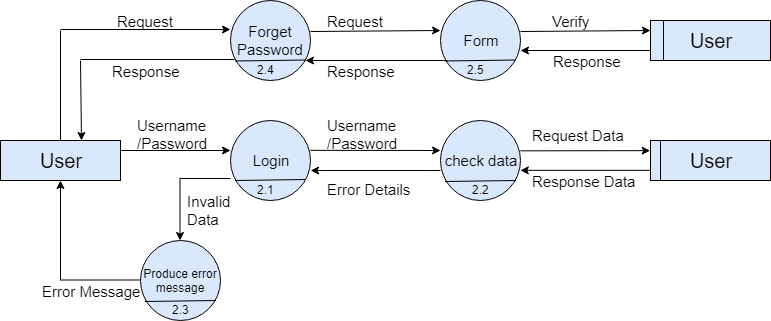 Request
Forget
Password
2.4
Request
Form
2.5
Verify
User
Response
Response
Response
User
Username
/Password
Login
2.1
Username
/Password
check data
2.2
Request Data
User
Error Details
Response Data
Invalid
Data
Produce error
message
2.3
Error Message